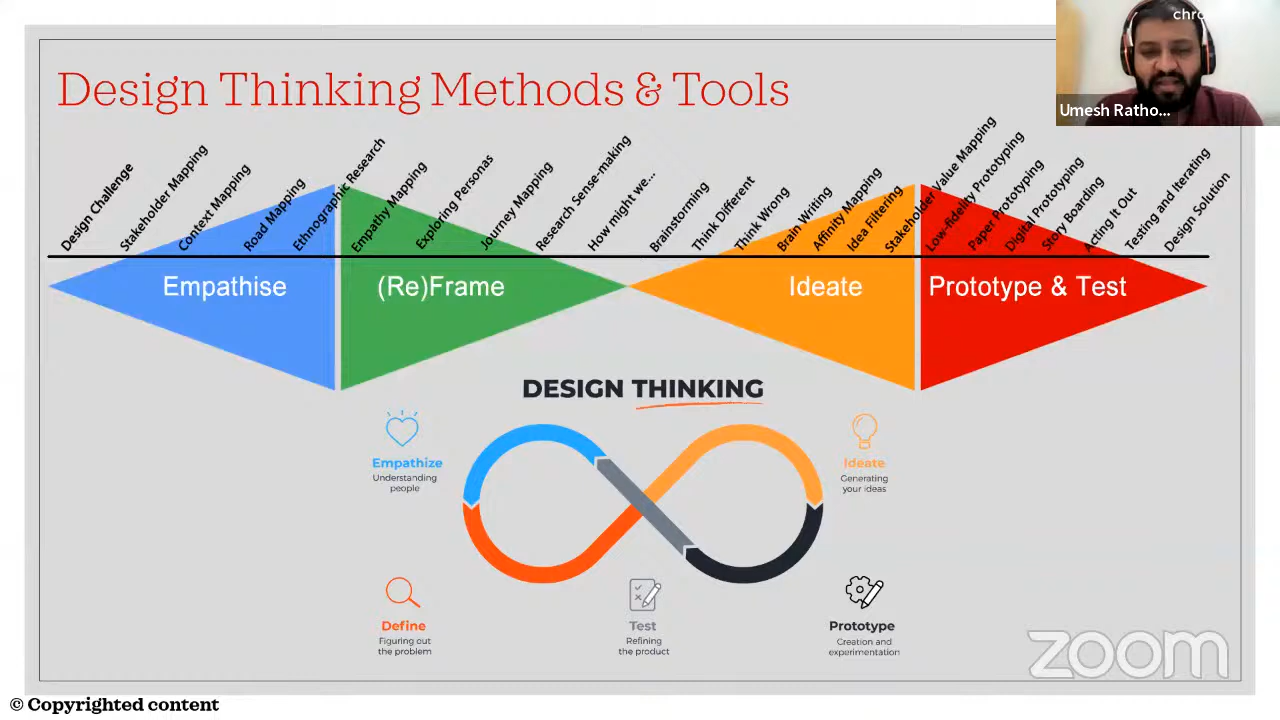 chro
Umesh Ratho...
Design Thinking Methods & Tools
Design Challenge
Stakeholder Mapping
Context Mapping
Road Mapping
Ethnographic Research
Empathy Mapping
Exploring Personas
Journey Mapping
Research Sense-making
How might we...
Brainstorming
Think Different
Think Wrong
Brain Writing
Affinity Mapping
Idea Filtering
Stakeholder Value Mapping
Low-fidelity Prototyping
Paper Prototyping
Digital Prototyping
Story Boarding
Acting It Out
Testing and Iterating
Design Solution
Empathise
(Re)Frame
Ideate
Prototype & Test
DESIGN THINKING
Empathize
Understanding
people
Ideate
Generating
your ideas
Define
Figuring out
the problem
Test
Refining
the product
Prototype
Creation and
experimentation
zoom
© Copyrighted content